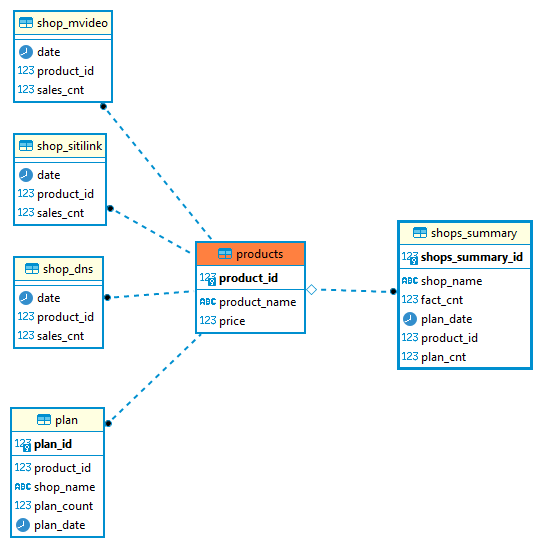 shop_mvideo
date
123 product_id
123 sales_cnt
shop_sitilink
date
123 product_id
123 sales_cnt
shop_dns
date
123 product_id
123 sales_cnt
products
123 product_id
ABC product_name
123 price
shops_summary
123 shops_summary_id
ABC shop_name
123 fact_cnt
plan_date
123 product_id
123 plan_cnt
plan
123 plan_id
123 product_id
ABC shop_name
123 plan_count
plan_date